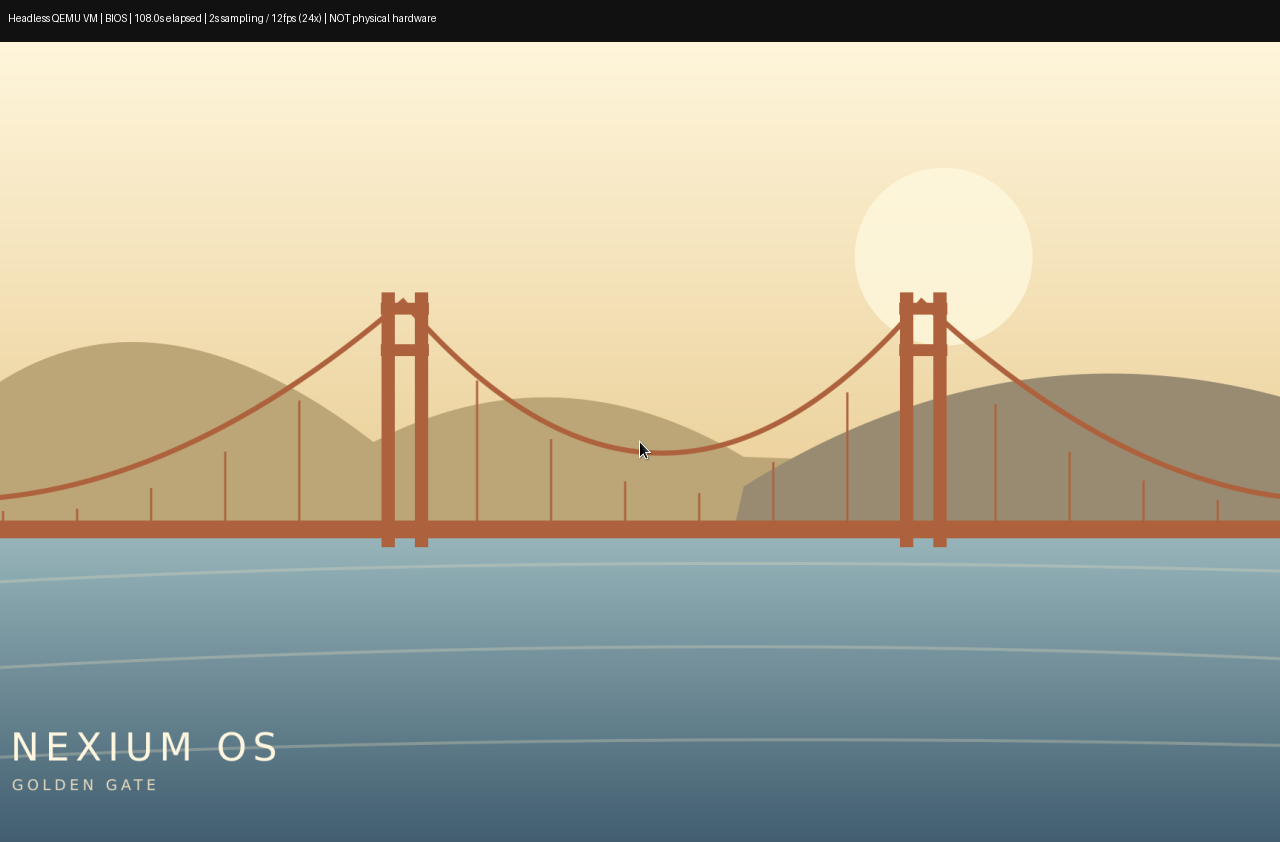 Headless QEMU VM | BIOS | 108.0s elapsed | 2s sampling / 12fps (24x) | NOT physical hardware
NEXIUM OS
GOLDEN GATE